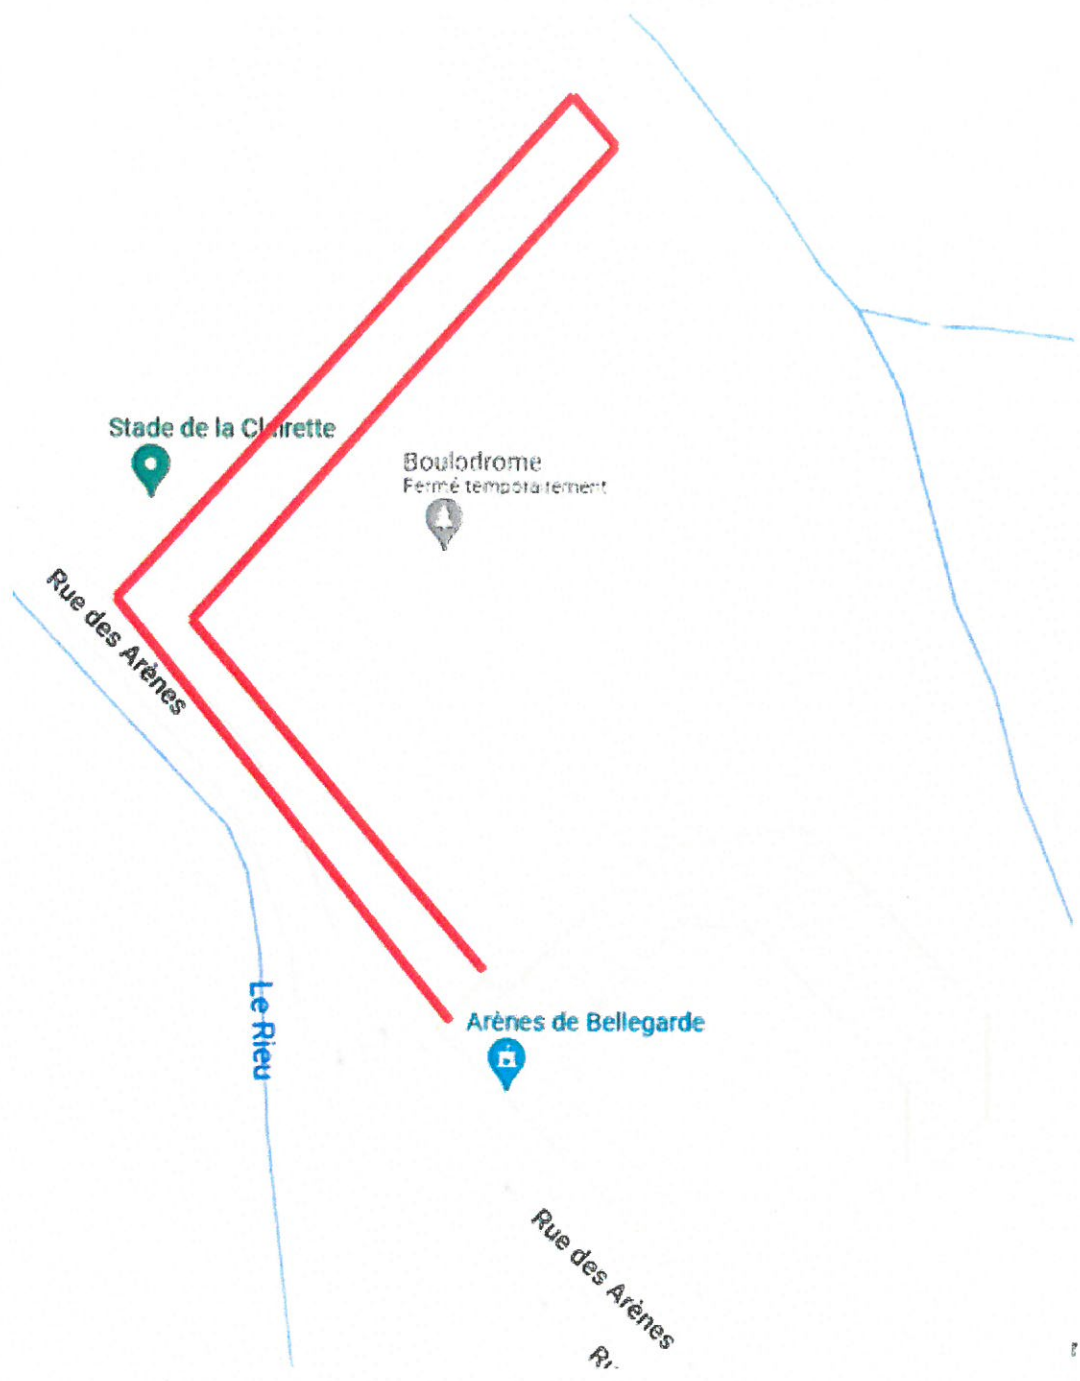 Stade de la Clairette
Boulodrome
Fermé temporairement
Rue des Arènes
Le Rieu
Arènes de Bellegarde
Rue des Arènes